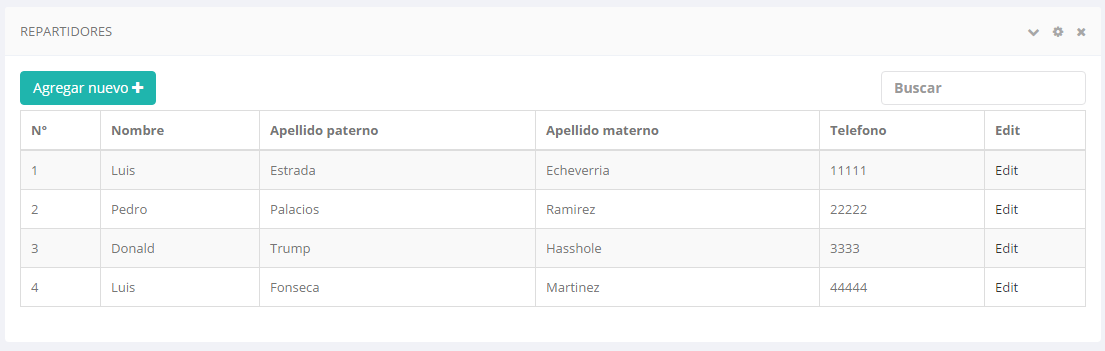 REPARTIDORES
Agregar nuevo
Buscar
N° Nombre Apellido paterno Apellido materno Telefono Edit
1 Luis Estrada Echeverria 11111 Edit
2 Pedro Palacios Ramirez 22222 Edit
3 Donald Trump Hasshole 3333 Edit
4 Luis Fonseca Martinez 44444 Edit